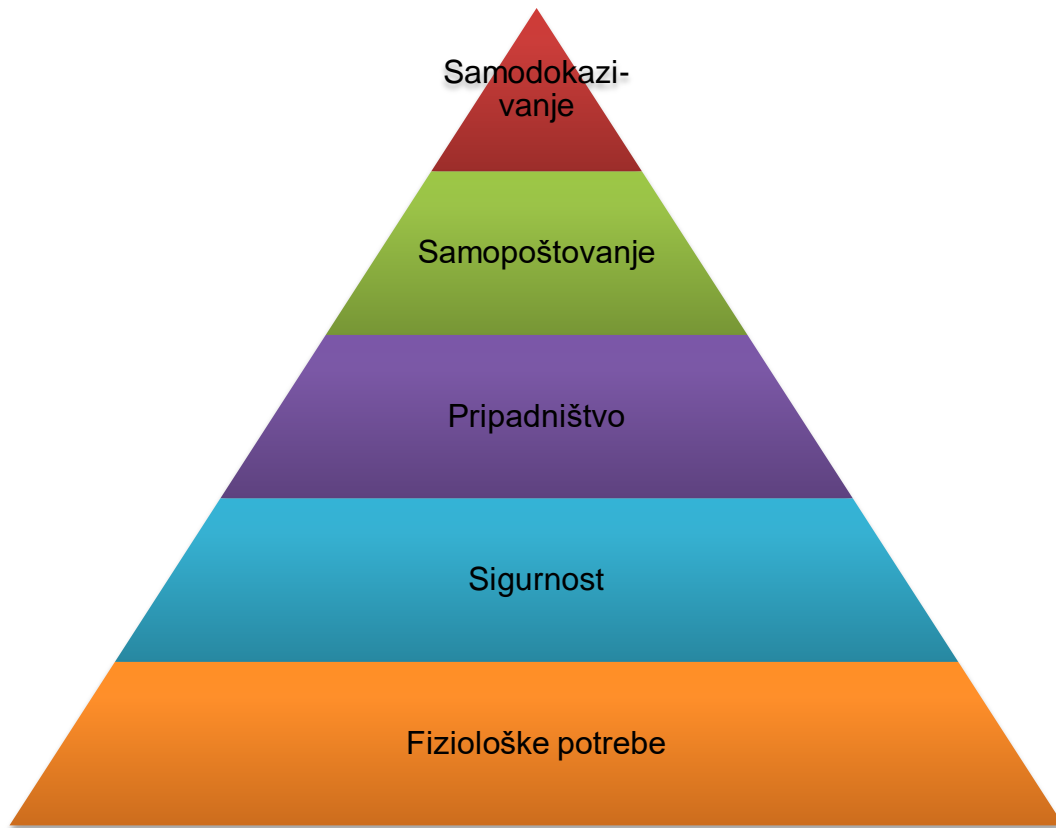 Samodokazi-
vanje
Samopoštovanje
Pripadništvo
Sigurnost
Fiziološke potrebe